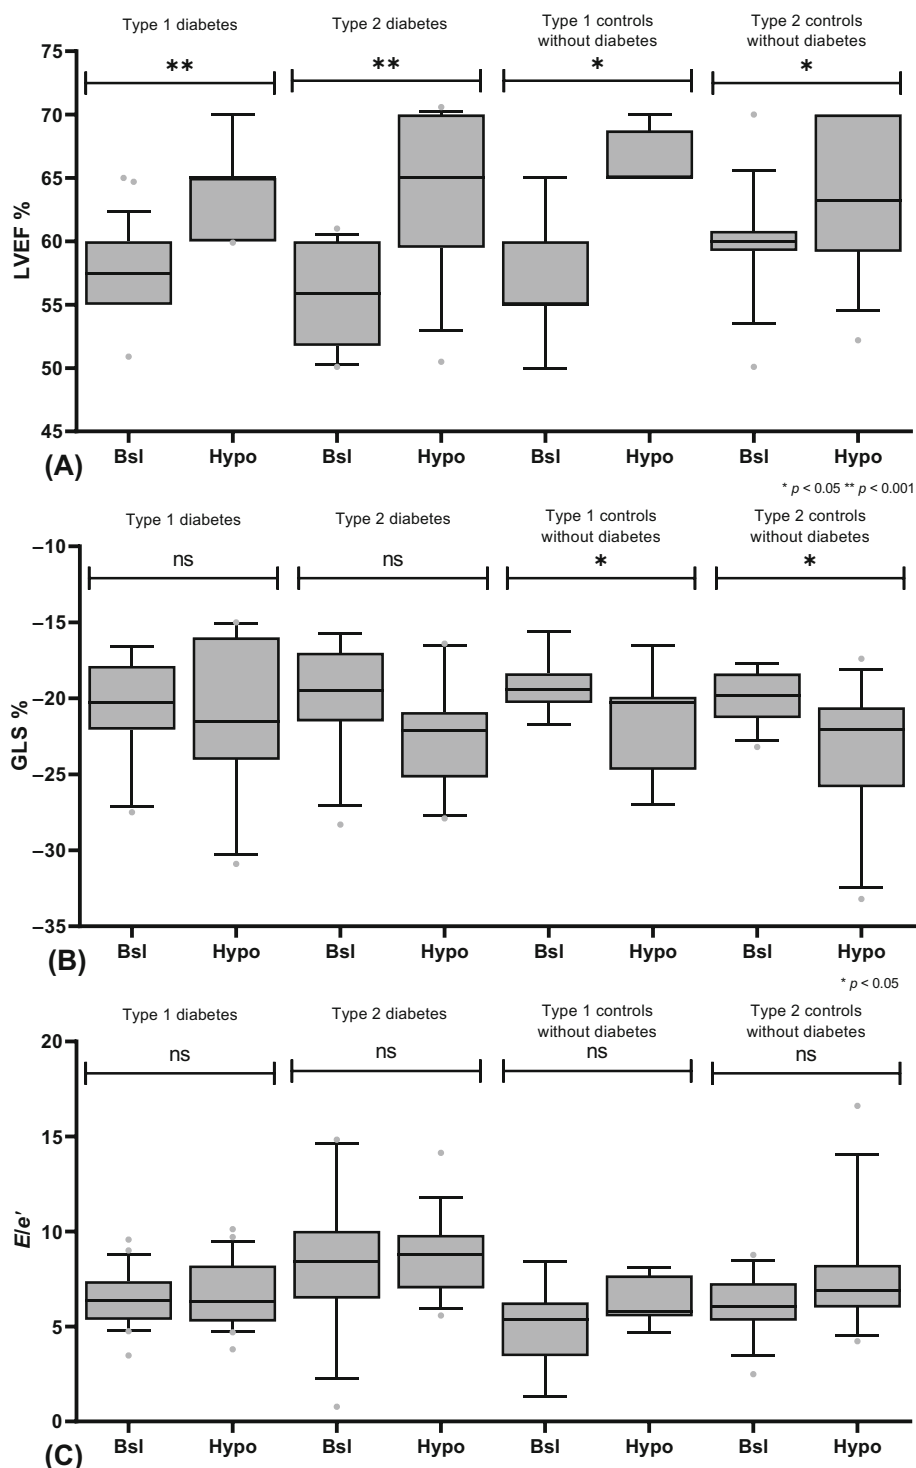 Type 1 diabetes
Type 2 diabetes
Type 1 controls
without diabetes
Type 2 controls
without diabetes
**
**
*
*
LVEF %
75
70
65
60
55
50
45
Bsl
Hypo
Bsl
Hypo
Bsl
Hypo
Bsl
Hypo
(A)
* p < 0.05 ** p < 0.001
Type 1 diabetes
Type 2 diabetes
Type 1 controls
without diabetes
Type 2 controls
without diabetes
ns
ns
*
*
GLS %
–10
–15
–20
–25
–30
–35
Bsl
Hypo
Bsl
Hypo
Bsl
Hypo
Bsl
Hypo
(B)
* p < 0.05
Type 1 diabetes
Type 2 diabetes
Type 1 controls
without diabetes
Type 2 controls
without diabetes
ns
ns
ns
ns
E/e′
20
15
10
5
0
Bsl
Hypo
Bsl
Hypo
Bsl
Hypo
Bsl
Hypo
(C)